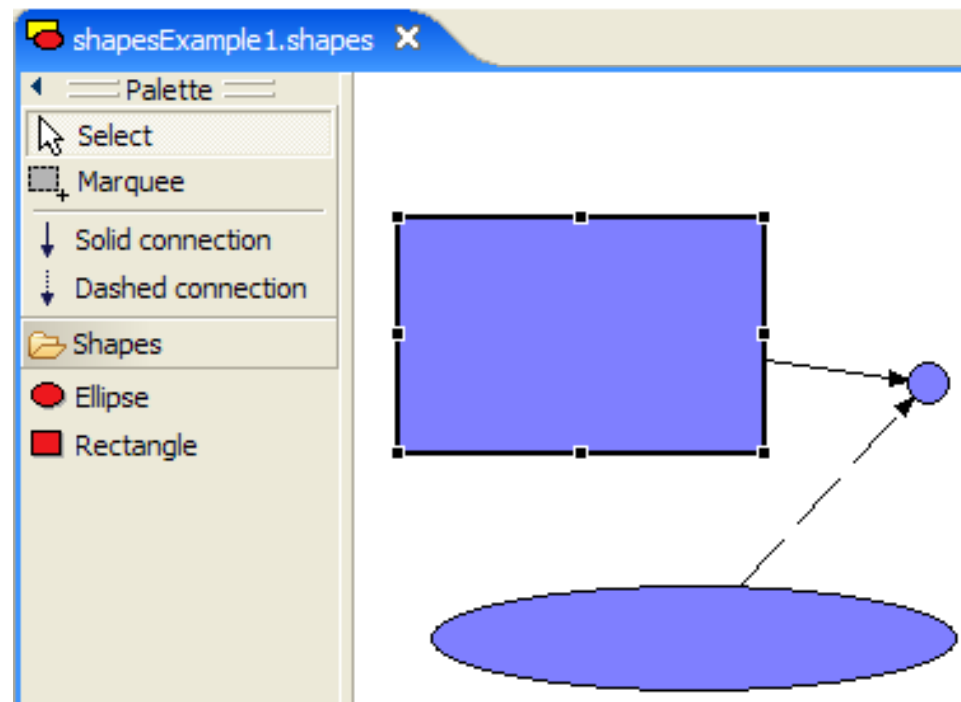 shapesExample1.shapes
Palette
Select
Marquee
Solid connection
Dashed connection
Shapes
Ellipse
Rectangle